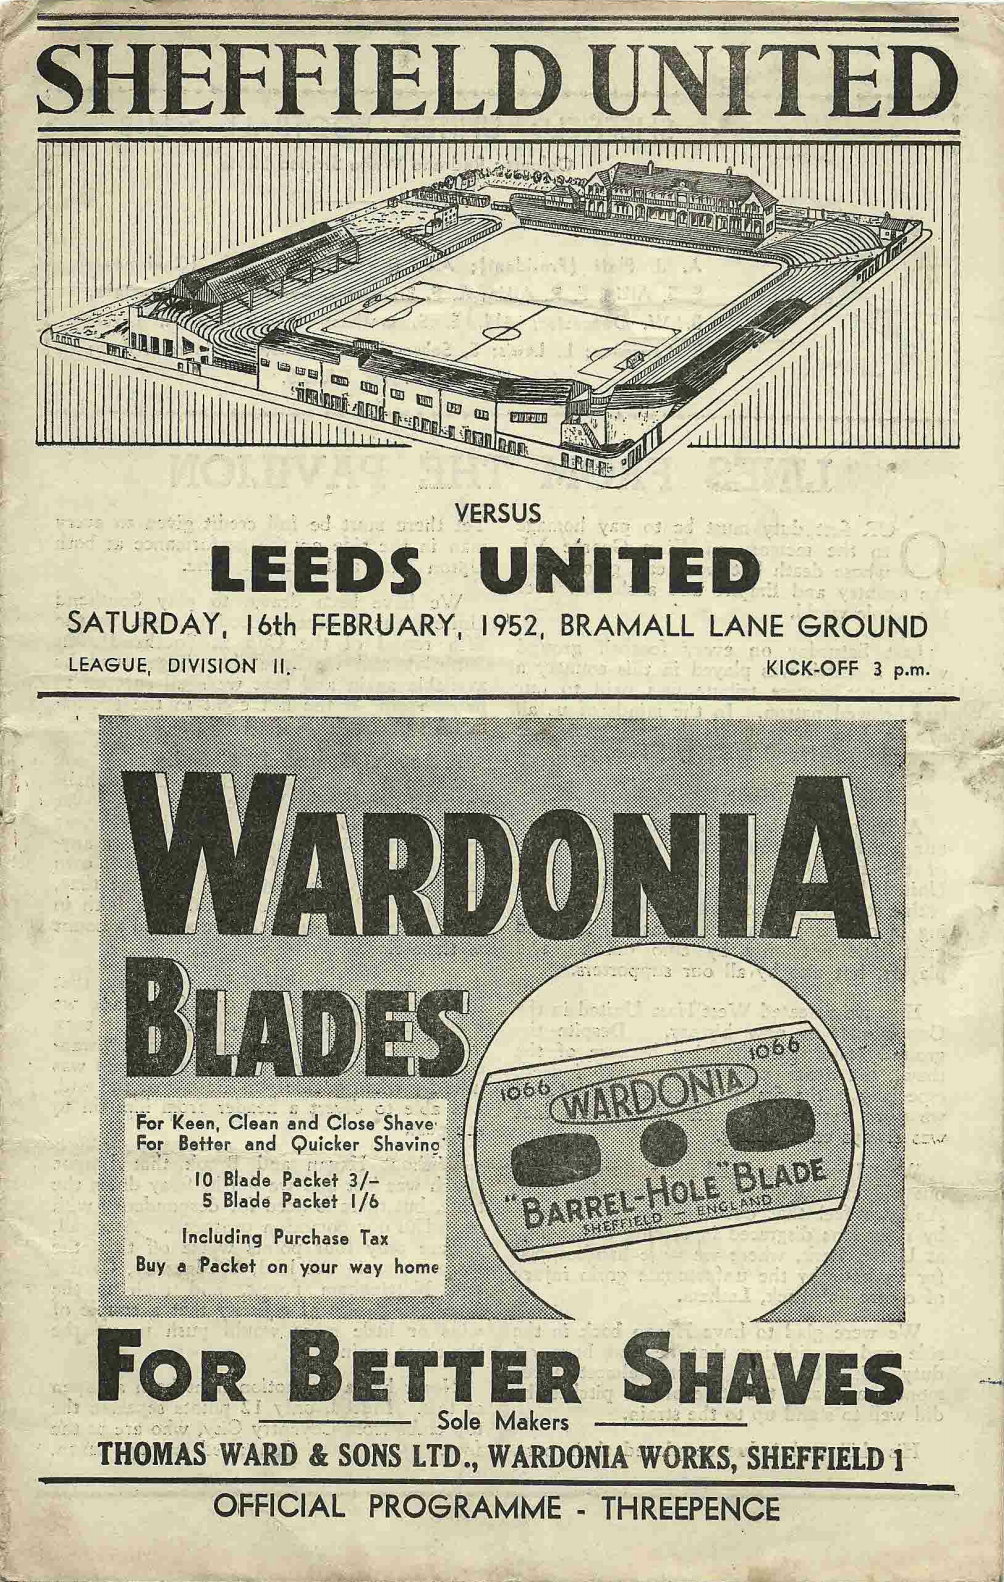 SHEFFIELD UNITED
VERSUS
LEEDS UNITED
SATURDAY, 16th FEBRUARY, 1952, BRAMALL LANE GROUND
LEAGUE, DIVISION II. KICK-OFF 3 p.m.
WARDONIA
BLADES
For Keen, Clean and Close Shave
For Better and Quicker Shaving
10 Blade Packet 3/-
5 Blade Packet 1/6
Including Purchase Tax
Buy a Packet on your way home
1066 WARDONIA 1066
"BARREL-HOLE" BLADE
SHEFFIELD - ENGLAND
FOR BETTER SHAVES
Sole Makers
THOMAS WARD & SONS LTD., WARDONIA WORKS, SHEFFIELD 1
OFFICIAL PROGRAMME - THREEPENCE